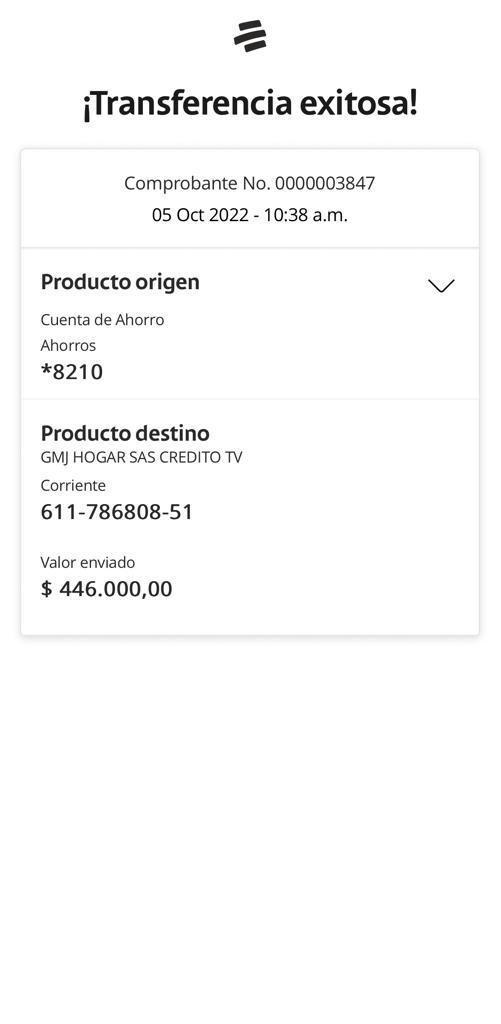 ¡Transferencia exitosa!
Comprobante No. 0000003847
05 Oct 2022 - 10:38 a.m.
Producto origen
Cuenta de Ahorro
Ahorros
*8210
Producto destino
GMJ HOGAR SAS CREDITO TV
Corriente
611-786808-51
Valor enviado
$ 446.000,00